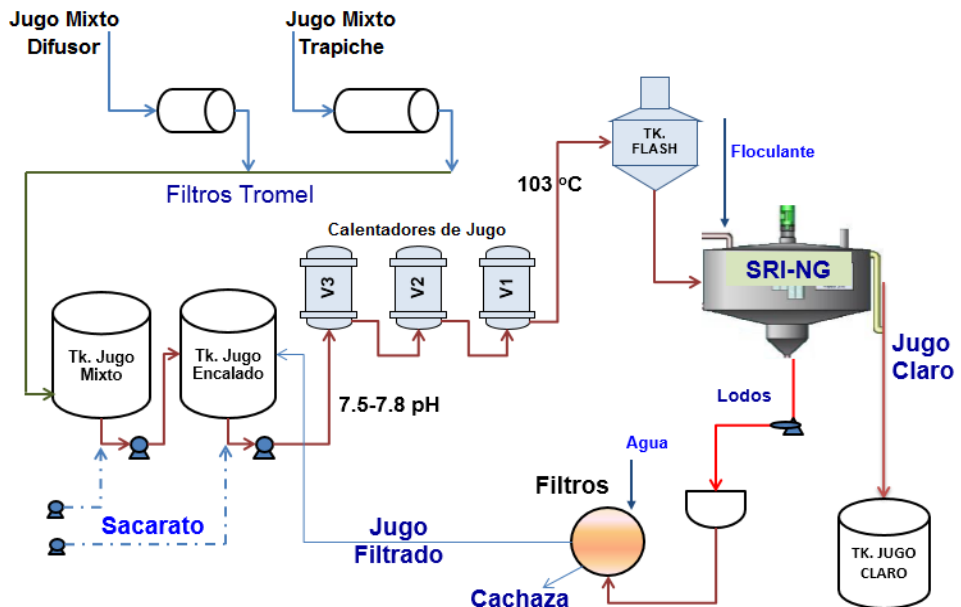 Jugo Mixto
Difusor
Jugo Mixto
Trapiche
Filtros Tromel
TK.
FLASH
Floculante
103 ºC
Calentadores de Jugo
V3
V2
V1
SRI-NG
Tk. Jugo
Mixto
Tk. Jugo
Encalado
Jugo
Claro
7.5-7.8 pH
Lodos
Agua
Filtros
Sacarato
Jugo
Filtrado
Cachaza
TK. JUGO
CLARO